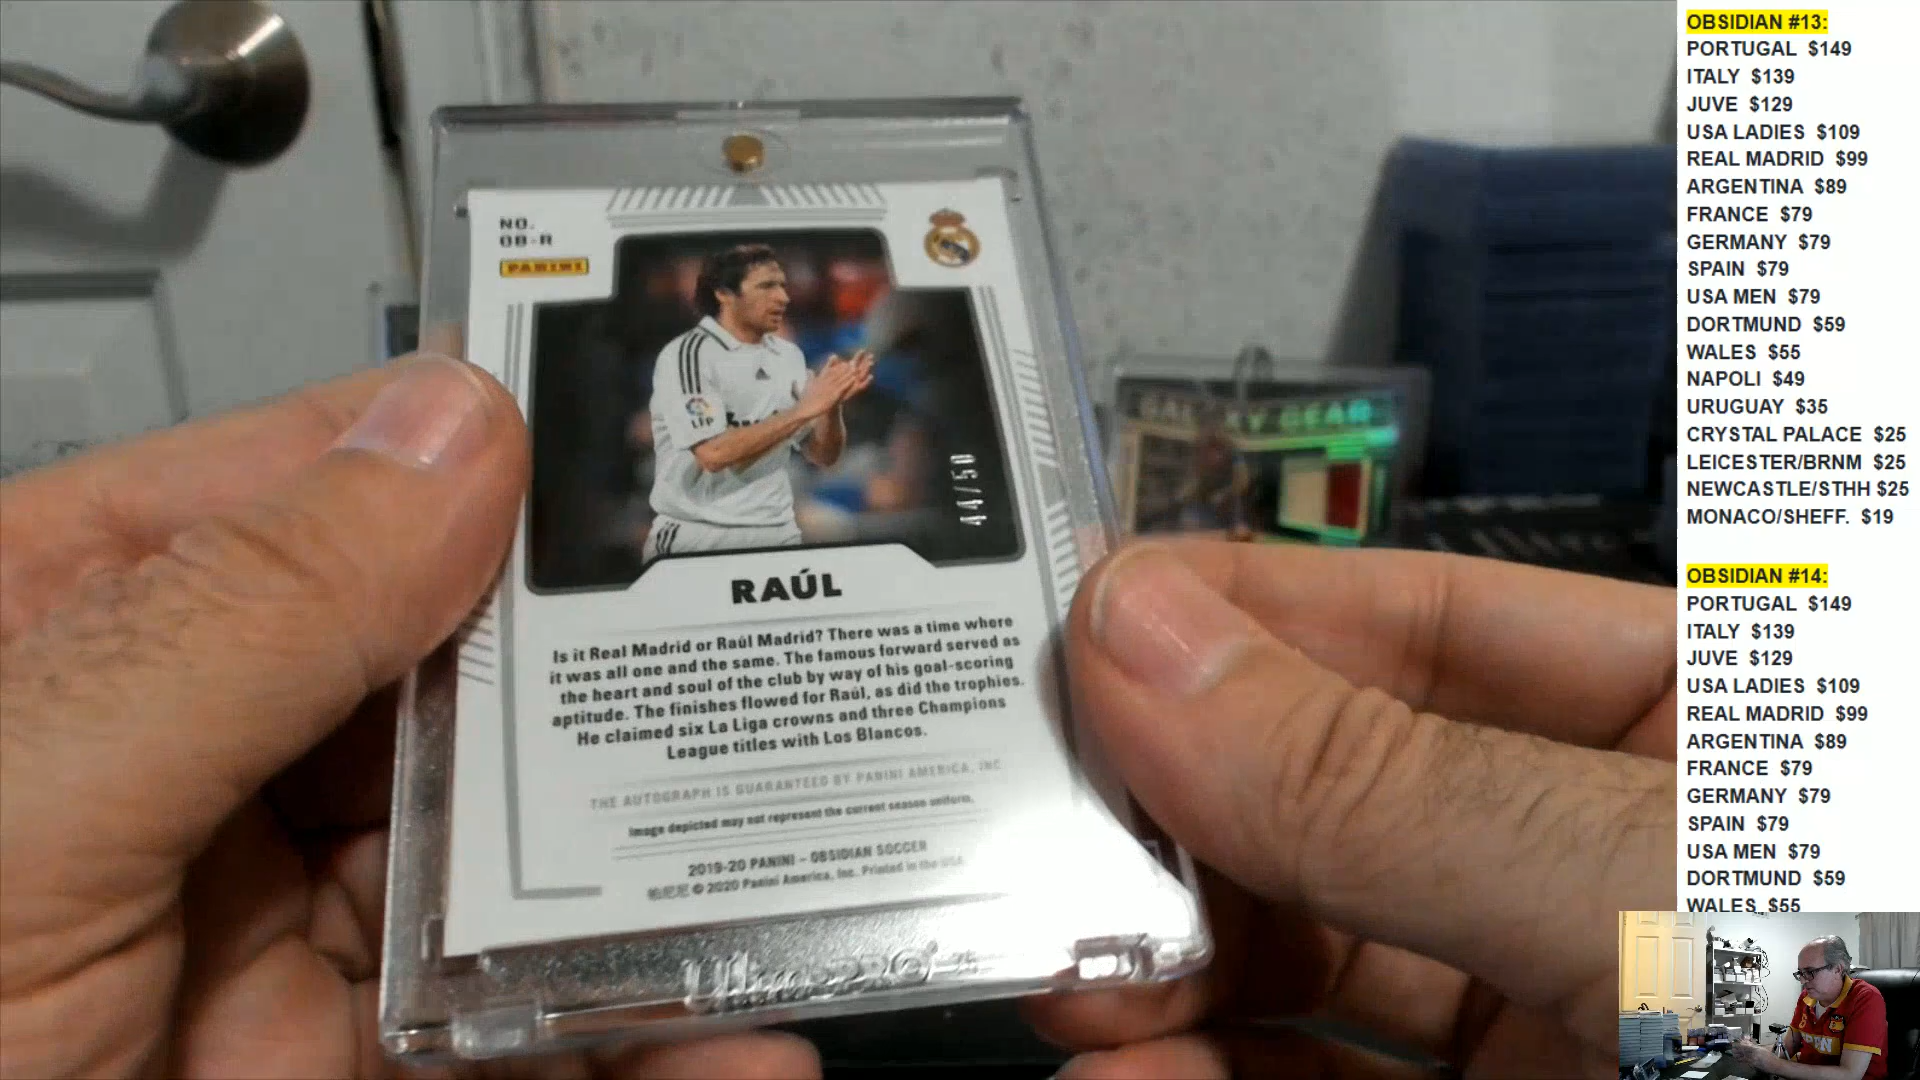 NO.
OB-R
PANINI
LFP
44/50
RAÚL
Is it Real Madrid or Raúl Madrid? There was a time where
it was all one and the same. The famous forward served as
the heart and soul of the club by way of his goal-scoring
aptitude. The finishes flowed for Raúl, as did the trophies.
He claimed six La Liga crowns and three Champions
League titles with Los Blancos.
THE AUTOGRAPH IS GUARANTEED BY PANINI AMERICA, INC
Image depicted may not represent the current season uniform.
2019-20 PANINI – OBSIDIAN SOCCER
帕尼尼 © 2020 Panini America, Inc. Printed in the USA
UltraPRO
GALAXY GEAR
OBSIDIAN #13:
PORTUGAL $149
ITALY $139
JUVE $129
USA LADIES $109
REAL MADRID $99
ARGENTINA $89
FRANCE $79
GERMANY $79
SPAIN $79
USA MEN $79
DORTMUND $59
WALES $55
NAPOLI $49
URUGUAY $35
CRYSTAL PALACE $25
LEICESTER/BRNM $25
NEWCASTLE/STHH $25
MONACO/SHEFF. $19
OBSIDIAN #14:
PORTUGAL $149
ITALY $139
JUVE $129
USA LADIES $109
REAL MADRID $99
ARGENTINA $89
FRANCE $79
GERMANY $79
SPAIN $79
USA MEN $79
DORTMUND $59
WALES $55